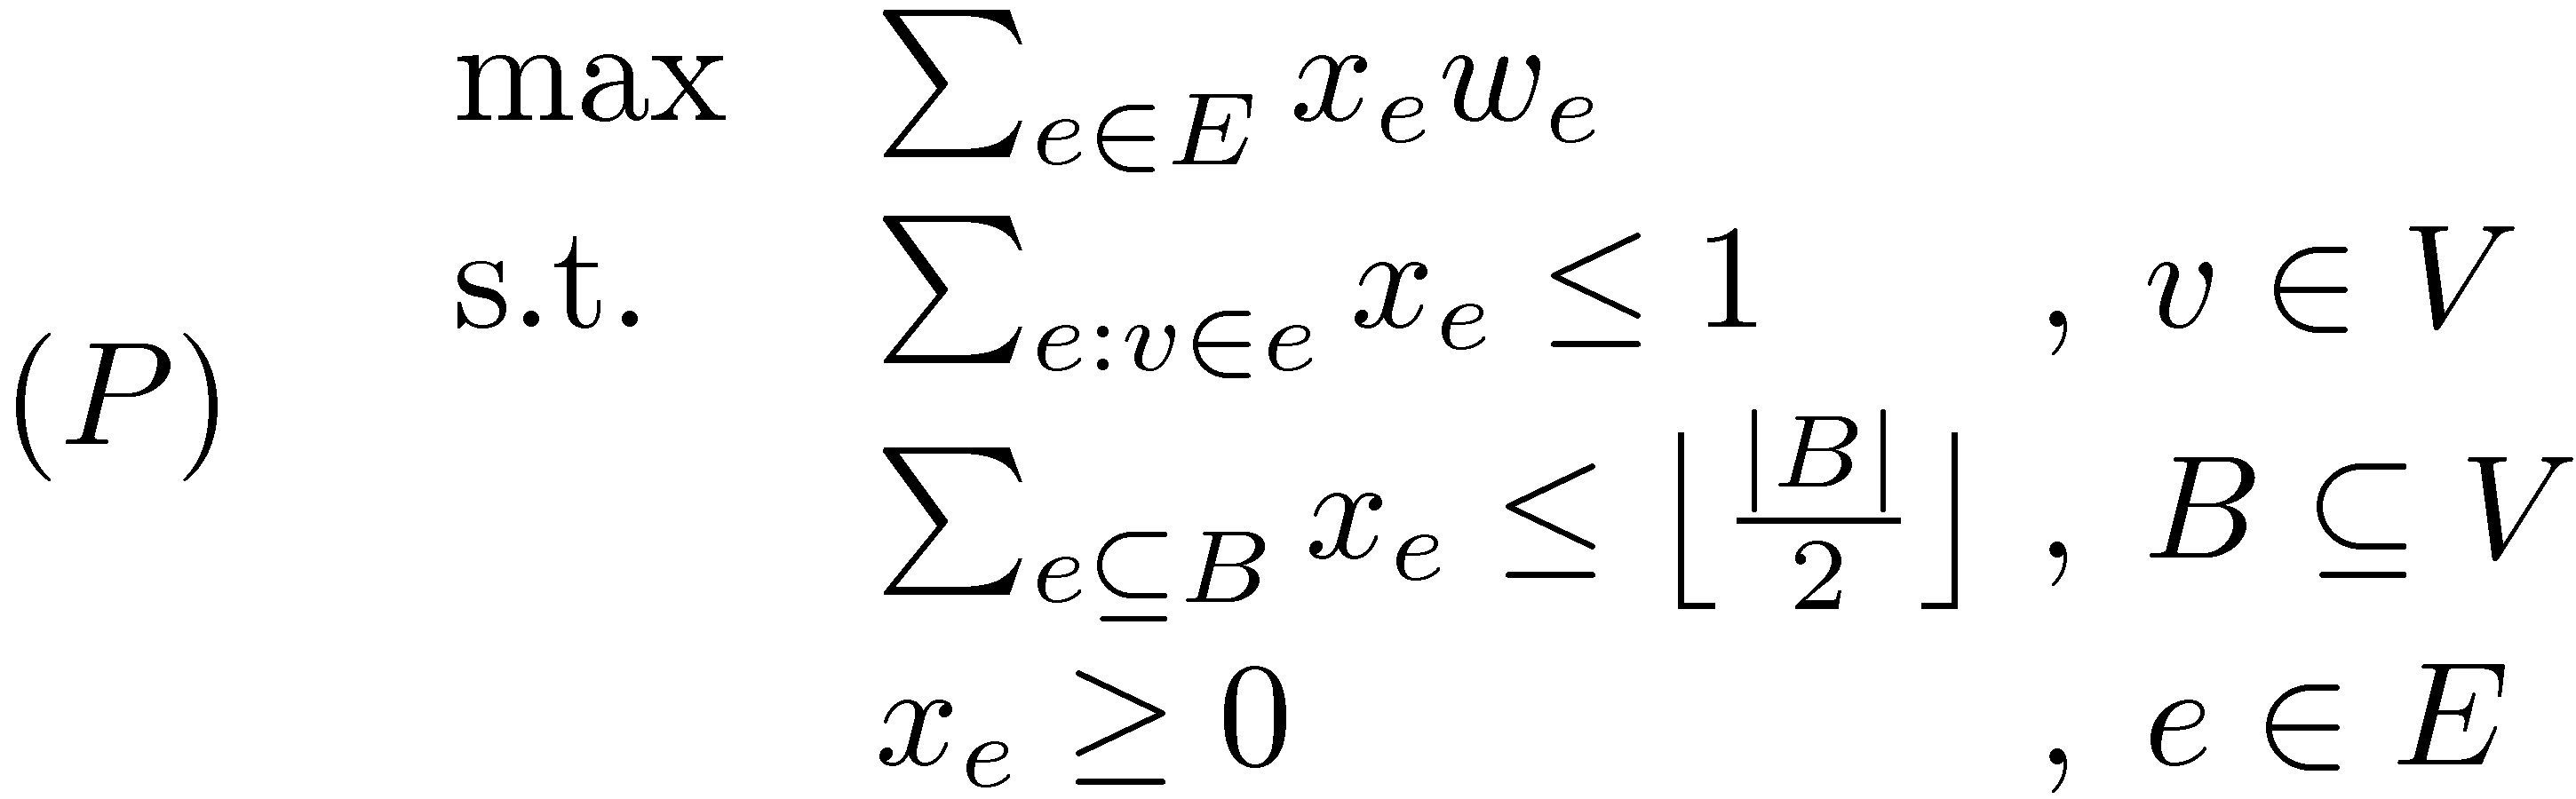 (P) max ∑_{e∈E} x_e w_e
s.t. ∑_{e:v∈e} x_e ≤ 1 , v ∈ V
∑_{e⊆B} x_e ≤ ⌊|B|/2⌋ , B ⊆ V
x_e ≥ 0 , e ∈ E